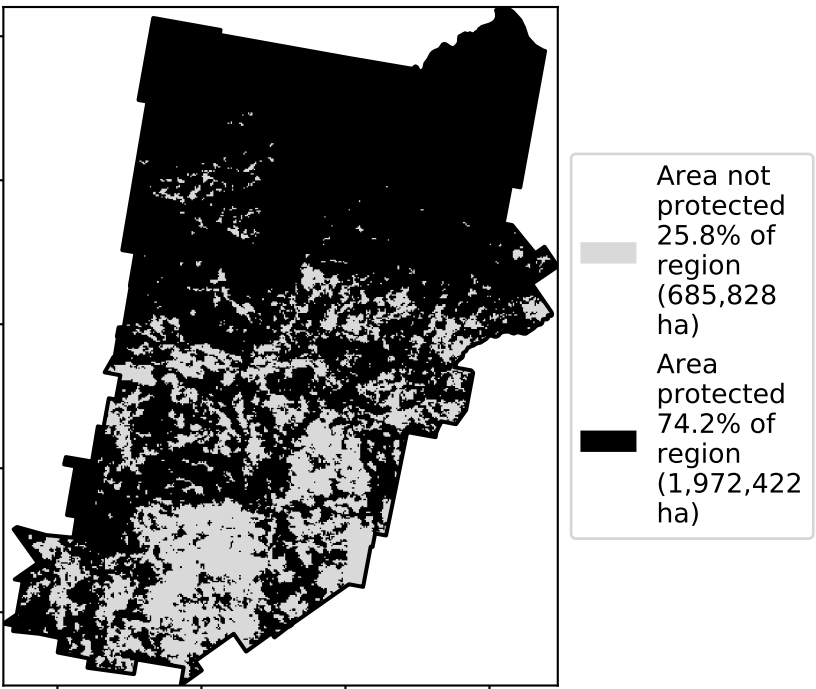 Area not
protected
25.8% of
region
(685,828
ha)
Area
protected
74.2% of
region
(1,972,422
ha)